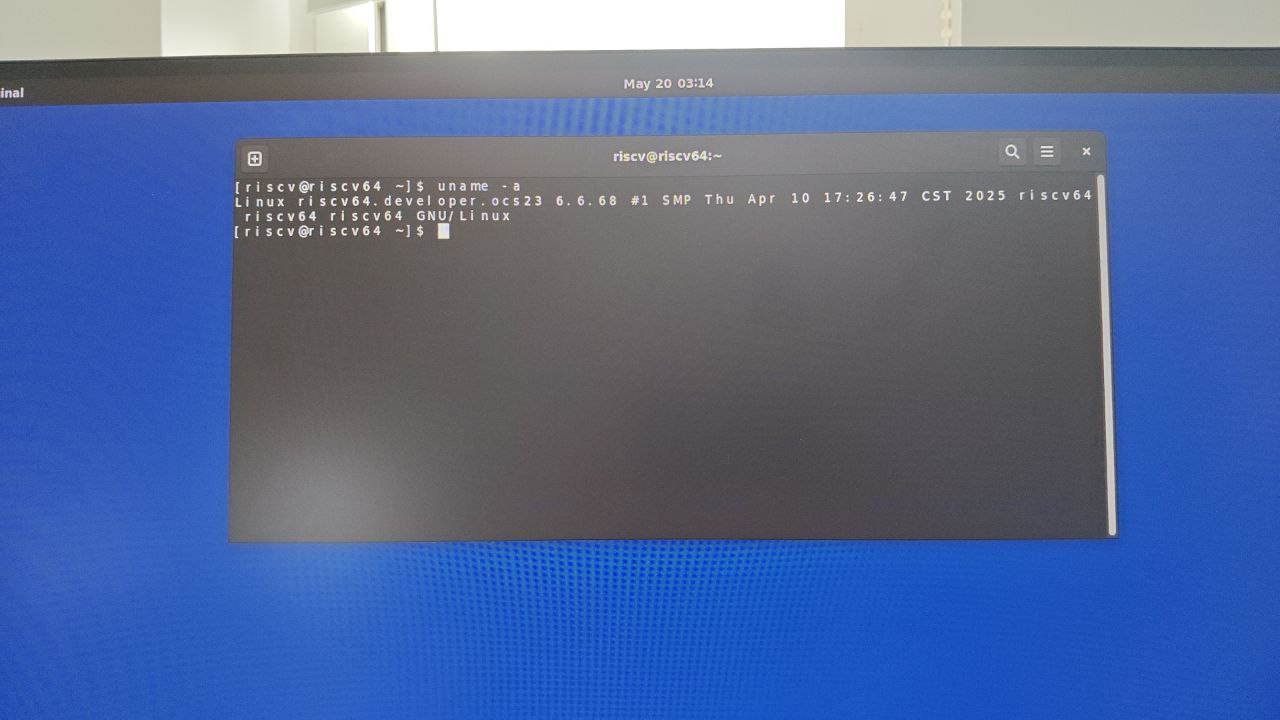 inal
May 20 03:14
riscv@riscv64:~
[riscv@riscv64 ~]$ uname -a
Linux riscv64.developer.ocs23 6.6.68 #1 SMP Thu Apr 10 17:26:47 CST 2025 riscv64
riscv64 riscv64 GNU/Linux
[riscv@riscv64 ~]$